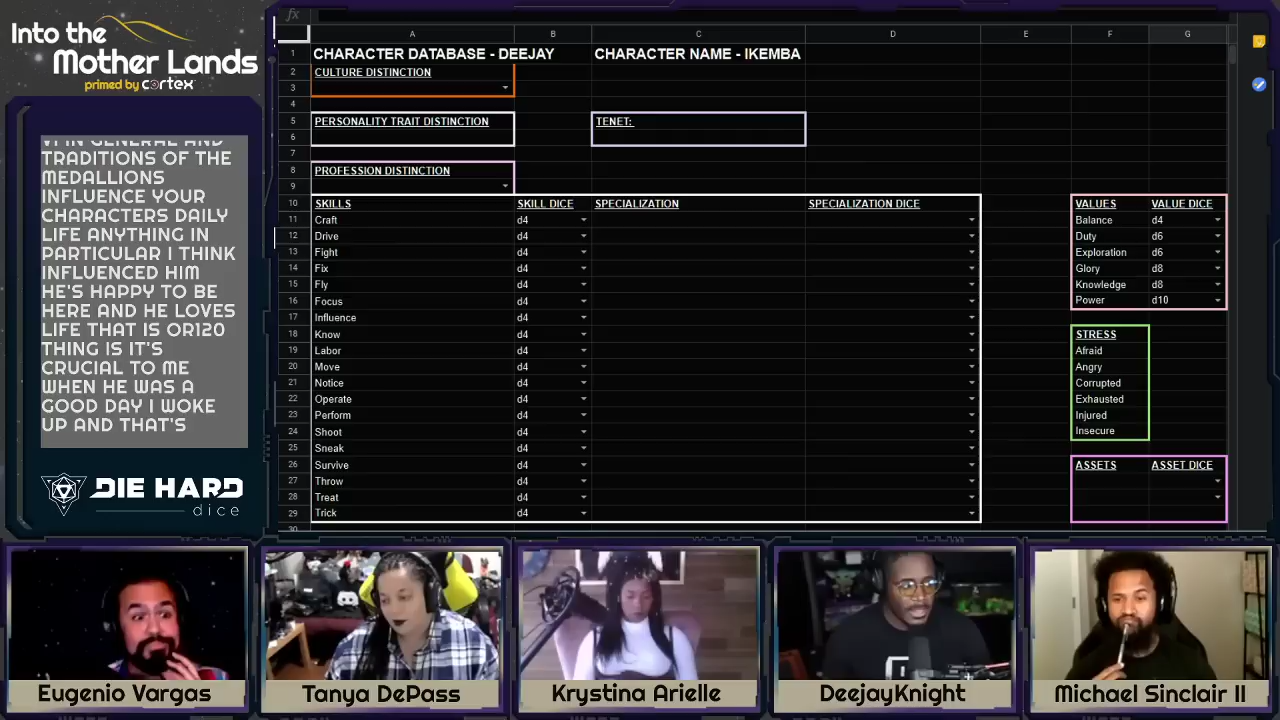 Into the
Mother Lands
primed by cortex
VI IN GENERAL AND
TRADITIONS OF THE
MEDALLIONS
INFLUENCE YOUR
CHARACTERS DAILY
LIFE ANYTHING IN
PARTICULAR I THINK
INFLUENCED HIM
HE'S HAPPY TO BE
HERE AND HE LOVES
LIFE THAT IS OR120
THING IS IT'S
CRUCIAL TO ME
WHEN HE WAS A
GOOD DAY I WOKE
UP AND THAT'S
DIE HARD
dice
fx
A B C D E F G
1 CHARACTER DATABASE - DEEJAY CHARACTER NAME - IKEMBA
2 CULTURE DISTINCTION
3
4
5 PERSONALITY TRAIT DISTINCTION TENET:
6
7
8 PROFESSION DISTINCTION
9
10 SKILLS SKILL DICE SPECIALIZATION SPECIALIZATION DICE VALUES VALUE DICE
11 Craft d4 Balance d4
12 Drive d4 Duty d6
13 Fight d4 Exploration d6
14 Fix d4 Glory d8
15 Fly d4 Knowledge d8
16 Focus d4 Power d10
17 Influence d4
18 Know d4 STRESS
19 Labor d4 Afraid
20 Move d4 Angry
21 Notice d4 Corrupted
22 Operate d4 Exhausted
23 Perform d4 Injured
24 Shoot d4 Insecure
25 Sneak d4
26 Survive d4 ASSETS ASSET DICE
27 Throw d4
28 Treat d4
29 Trick d4
30
Eugenio Vargas
Tanya DePass
Krystina Arielle
DeejayKnight
Michael Sinclair II